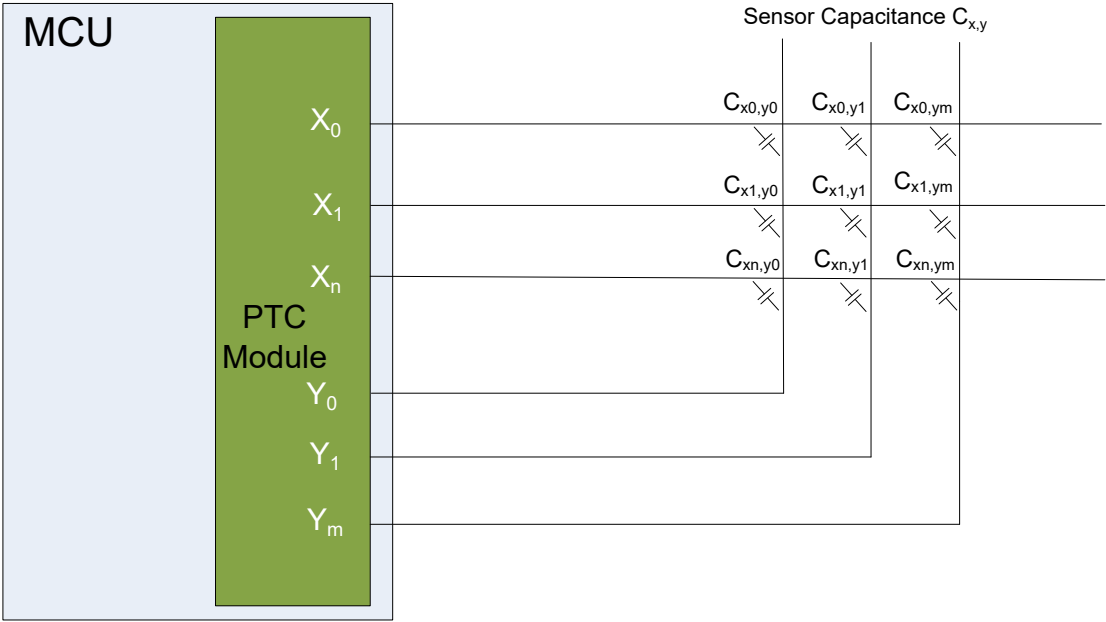 MCU
Sensor Capacitance Cx,y
X0
Cx0,y0 Cx0,y1 Cx0,ym
X1
Cx1,y0 Cx1,y1 Cx1,ym
Xn
Cxn,y0 Cxn,y1 Cxn,ym
PTC
Module
Y0
Y1
Ym